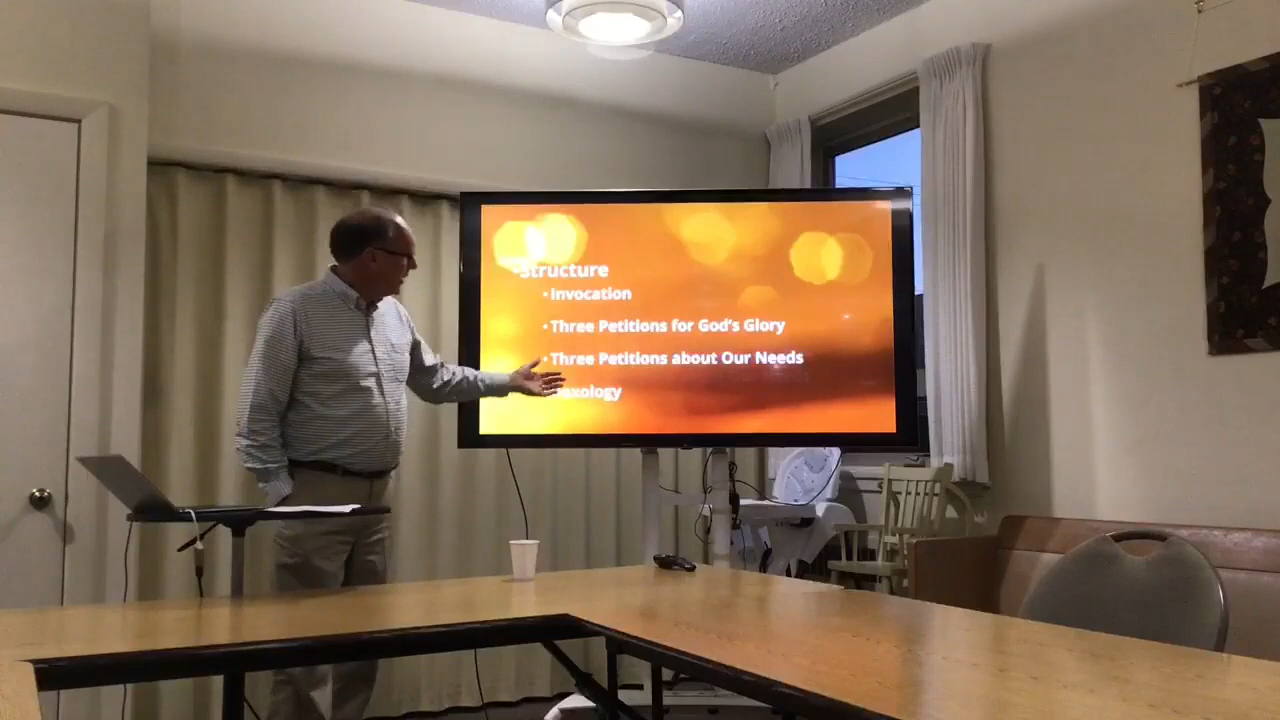 •Structure
•Invocation
•Three Petitions for God's Glory
•Three Petitions about Our Needs